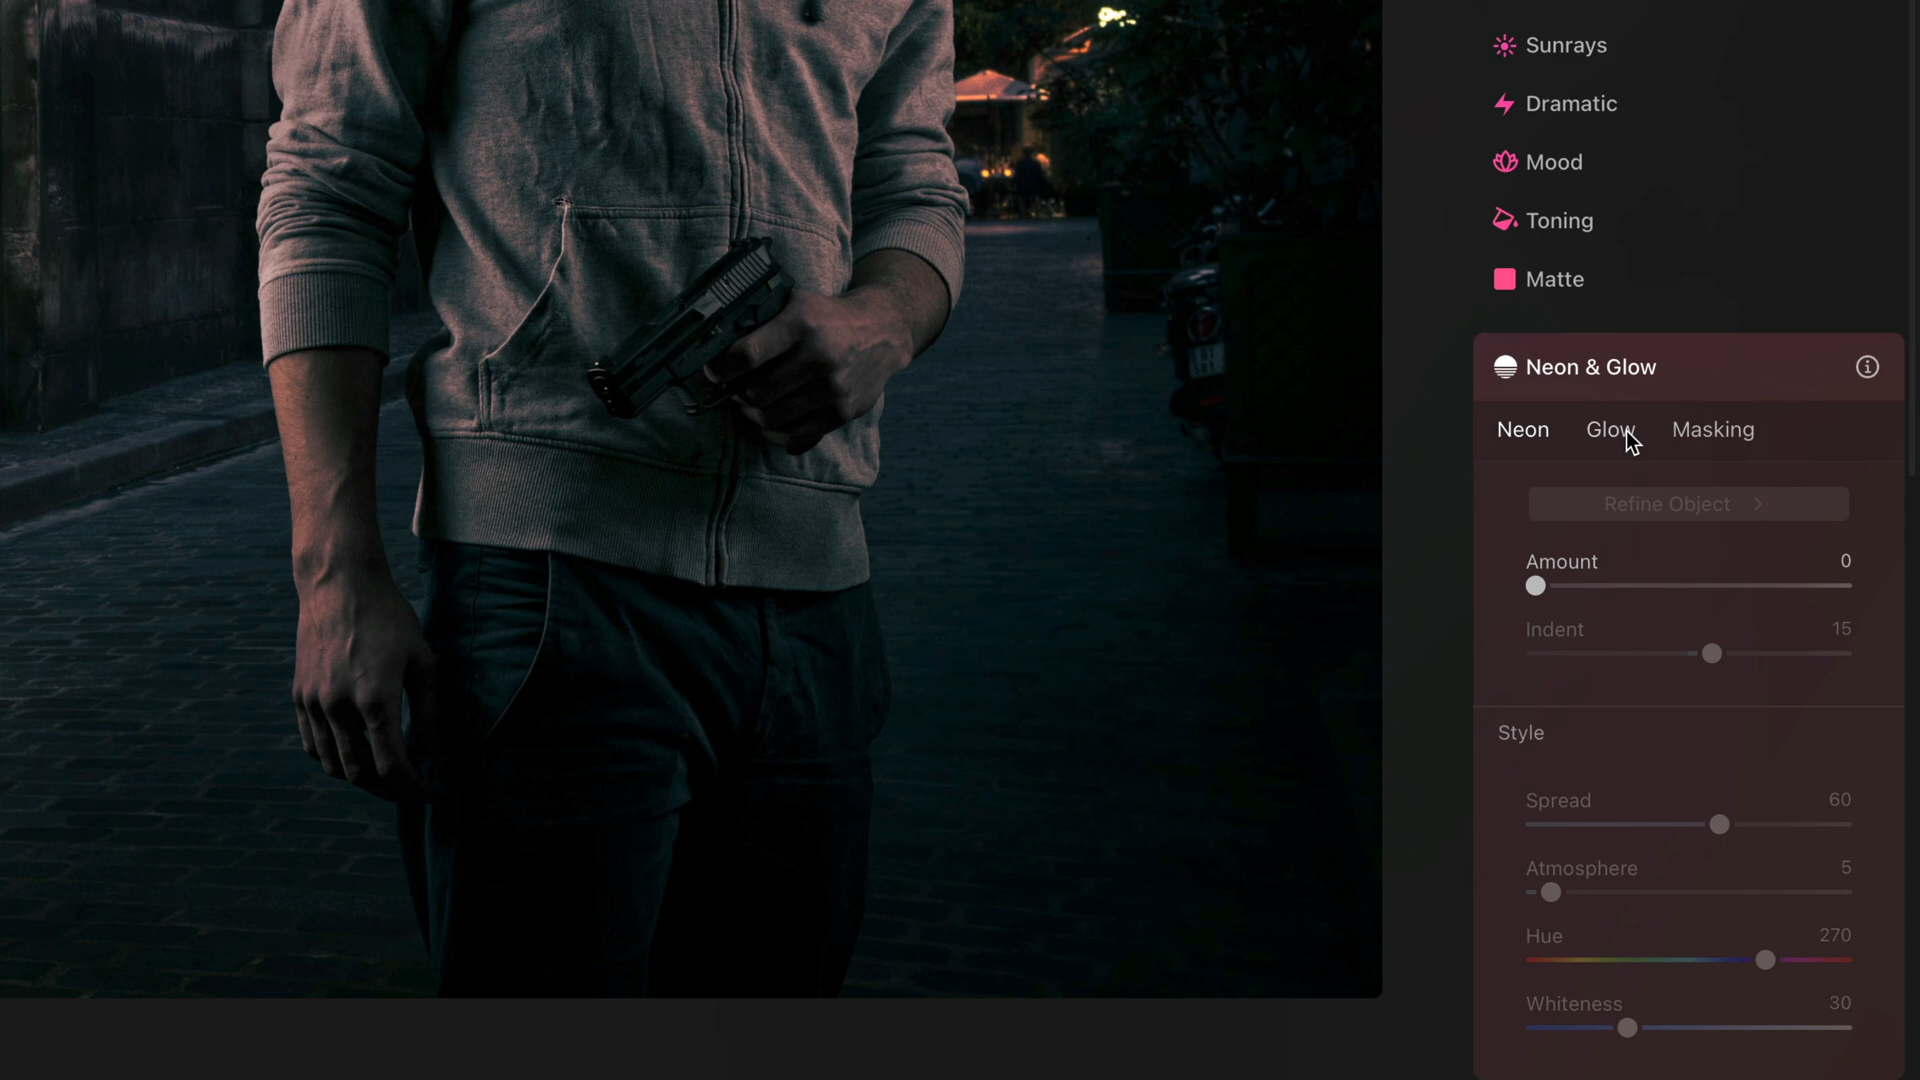 Sunrays
Dramatic
Mood
Toning
Matte
Neon & Glow
Neon Glow Masking
Refine Object
Amount 0
Indent 15
Style
Spread 60
Atmosphere 5
Hue 270
Whiteness 30